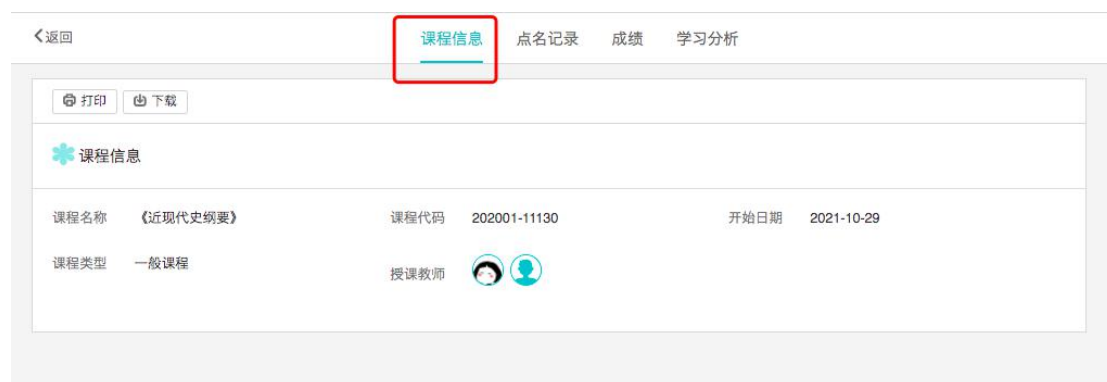 返回 课程信息 点名记录 成绩 学习分析
打印 下载
课程信息
课程名称 《近现代史纲要》 课程代码 202001-11130 开始日期 2021-10-29
课程类型 一般课程 授课教师